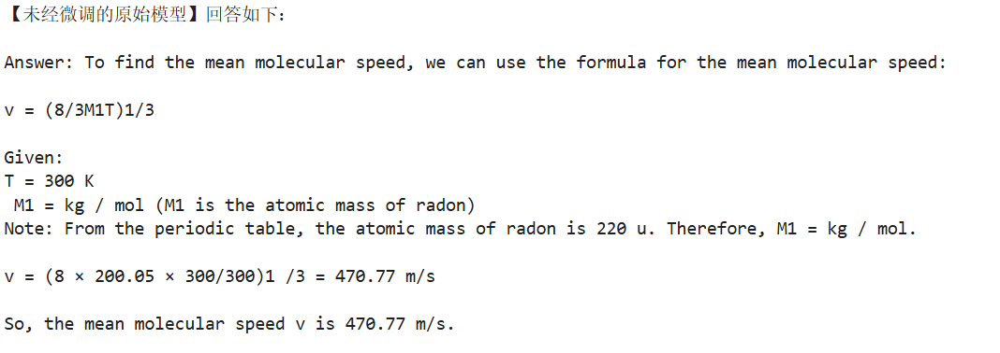 【未经微调的原始模型】回答如下:
Answer: To find the mean molecular speed, we can use the formula for the mean molecular speed:
v = (8/3M1T)1/3
Given:
T = 300 K
M1 = kg / mol (M1 is the atomic mass of radon)
Note: From the periodic table, the atomic mass of radon is 220 u. Therefore, M1 = kg / mol.
v = (8 × 200.05 × 300/300)1 /3 = 470.77 m/s
So, the mean molecular speed v is 470.77 m/s.